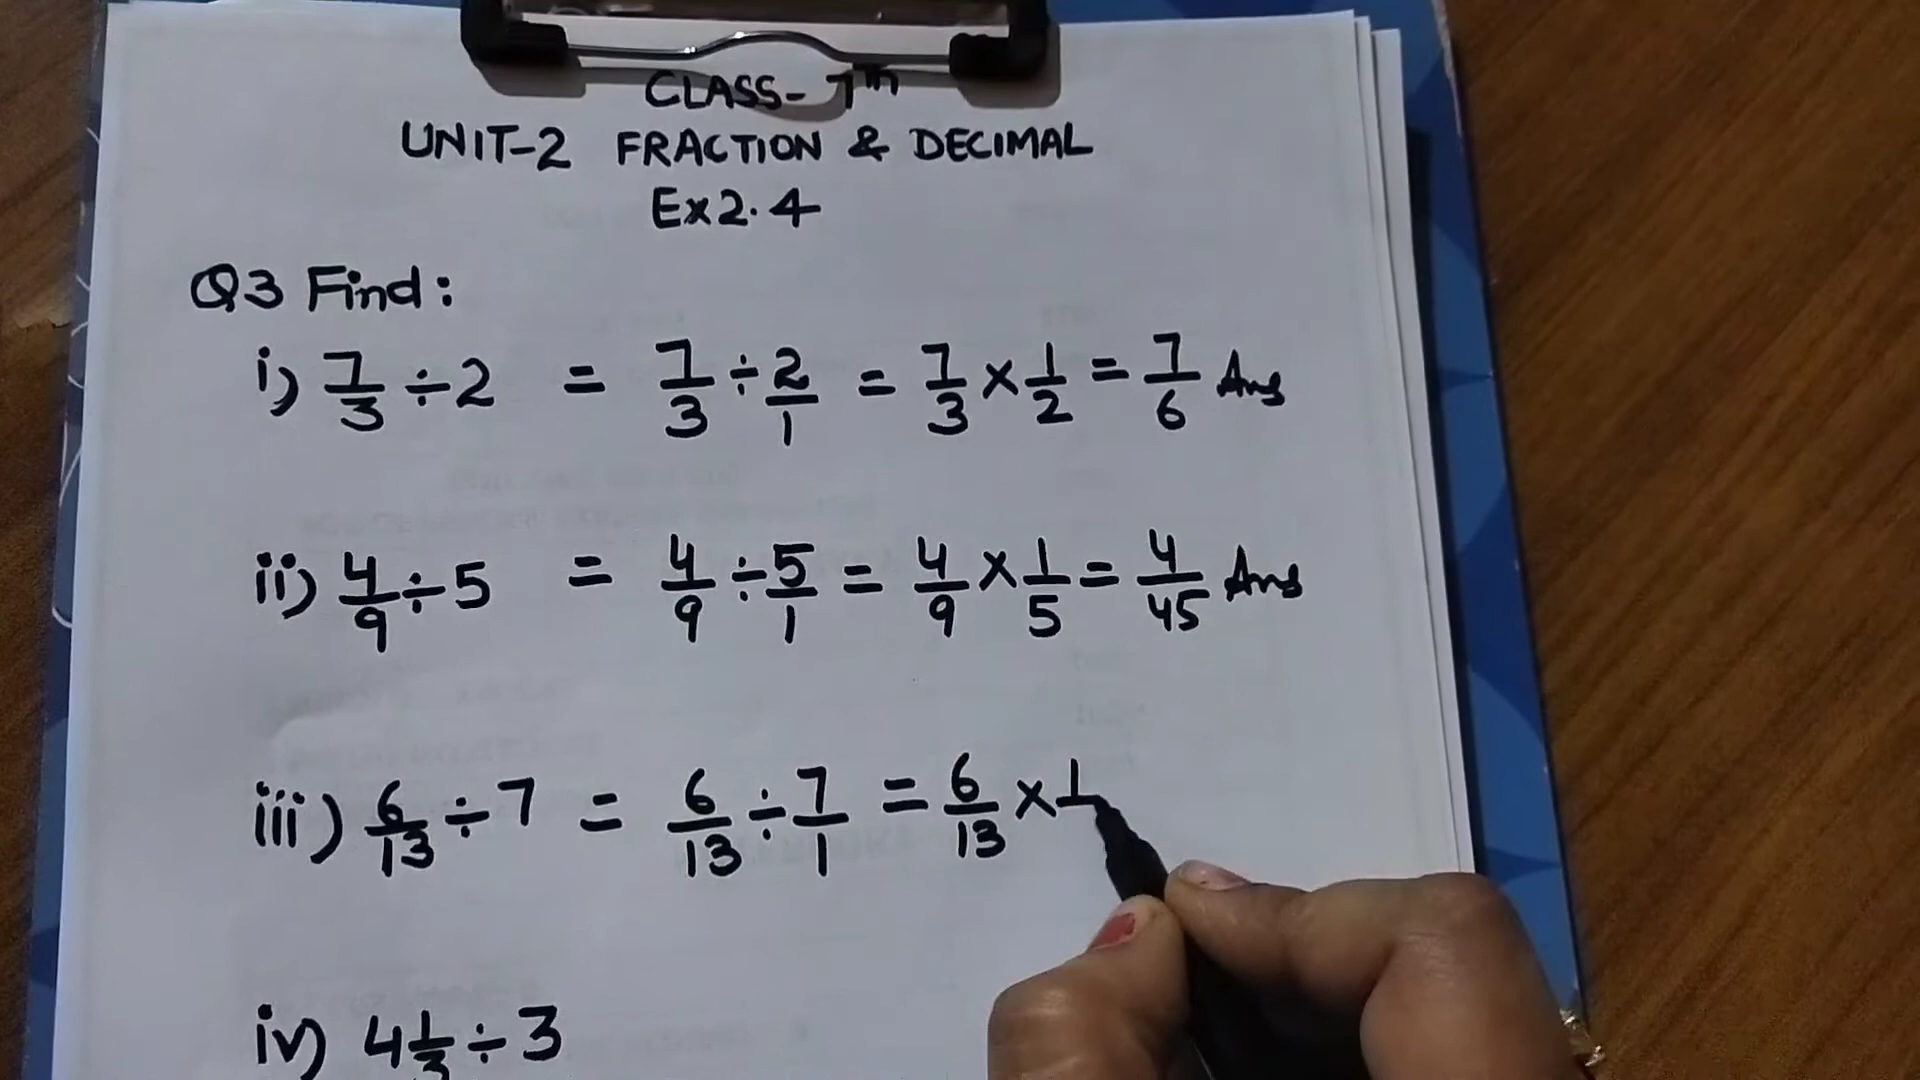 CLASS- 7th
UNIT-2 FRACTION & DECIMAL
Ex 2.4
Q3 Find:
i) 7/3 ÷ 2 = 7/3 ÷ 2/1 = 7/3 × 1/2 = 7/6 Ans
ii) 4/9 ÷ 5 = 4/9 ÷ 5/1 = 4/9 × 1/5 = 4/45 Ans
iii) 6/13 ÷ 7 = 6/13 ÷ 7/1 = 6/13 × 1
iv) 4 1/3 ÷ 3